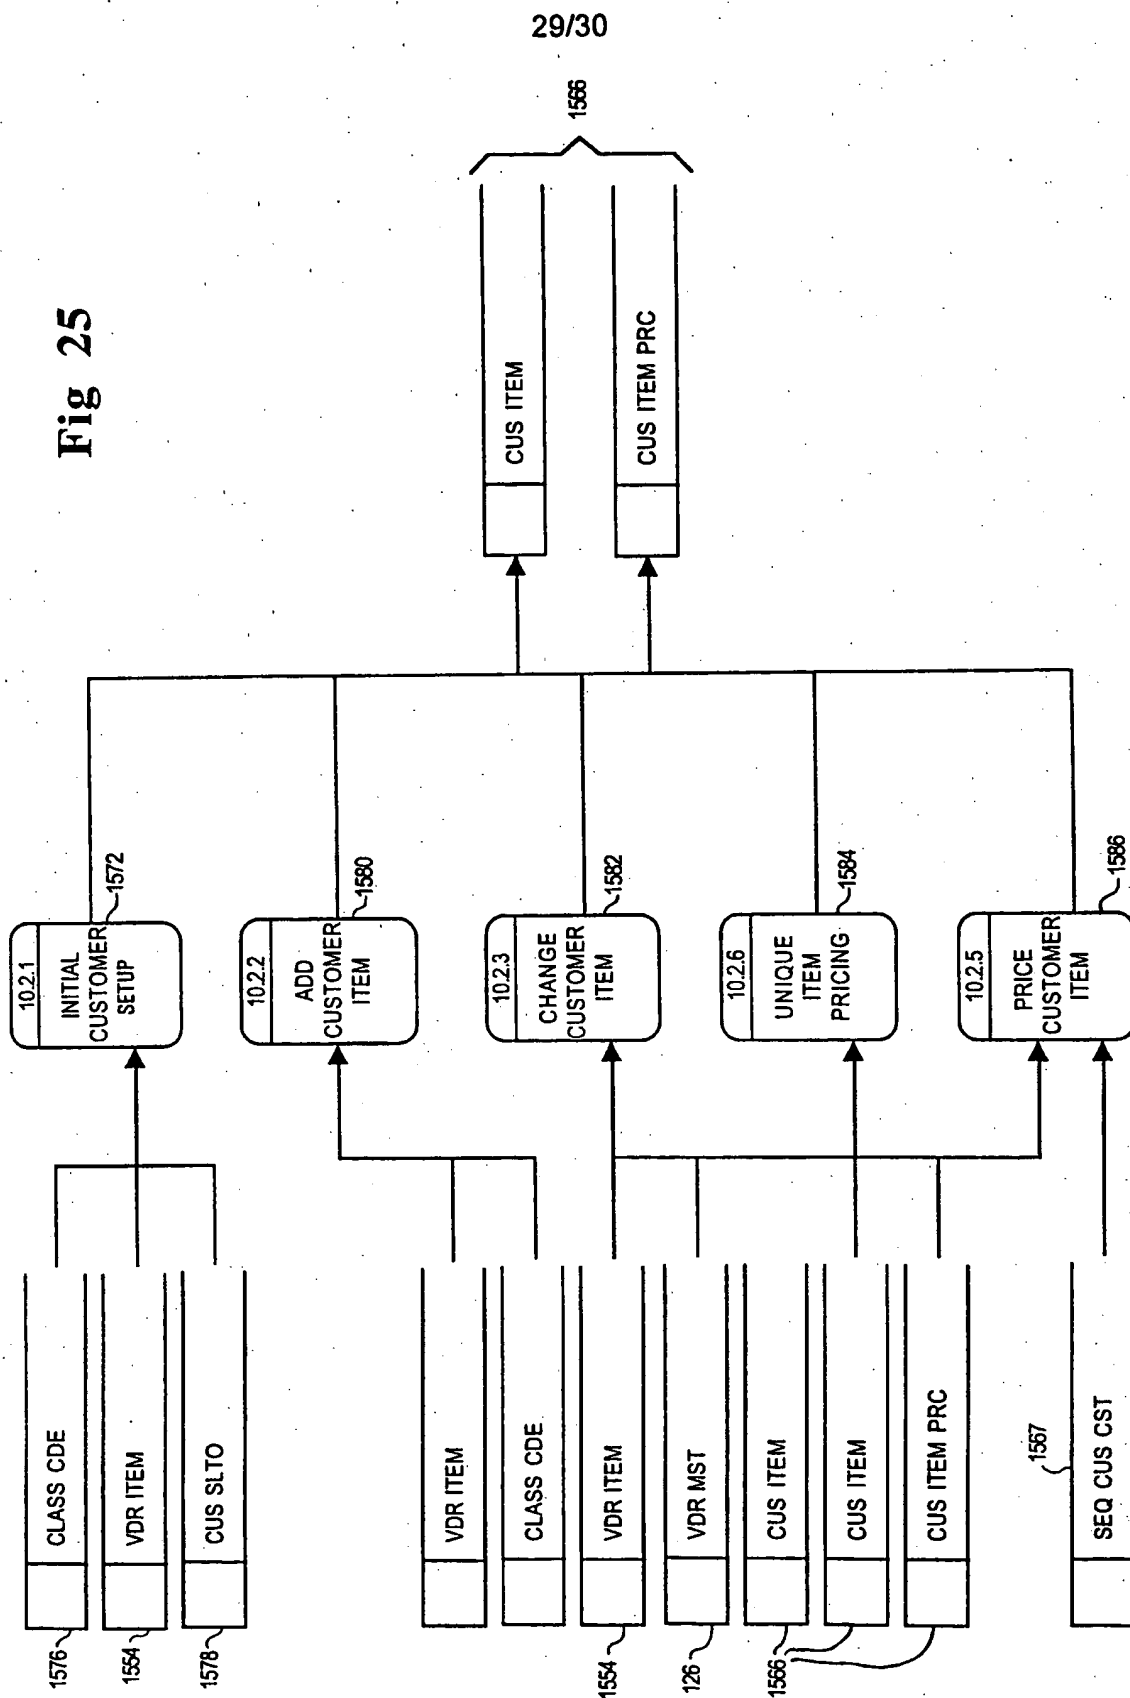 29/30
Fig 25
1576
CLASS CDE
1554
VDR ITEM
1578
CUS SLTO
VDR ITEM
CLASS CDE
1554
VDR ITEM
126
VDR MST
1566
CUS ITEM
CUS ITEM
CUS ITEM PRC
1567
SEQ CUS CST
10.2.1
INITIAL
CUSTOMER
SETUP
1572
10.2.2
ADD
CUSTOMER
ITEM
1580
10.2.3
CHANGE
CUSTOMER
ITEM
1582
10.2.6
UNIQUE
ITEM
PRICING
1584
10.2.5
PRICE
CUSTOMER
ITEM
1586
CUS ITEM
CUS ITEM PRC
1566